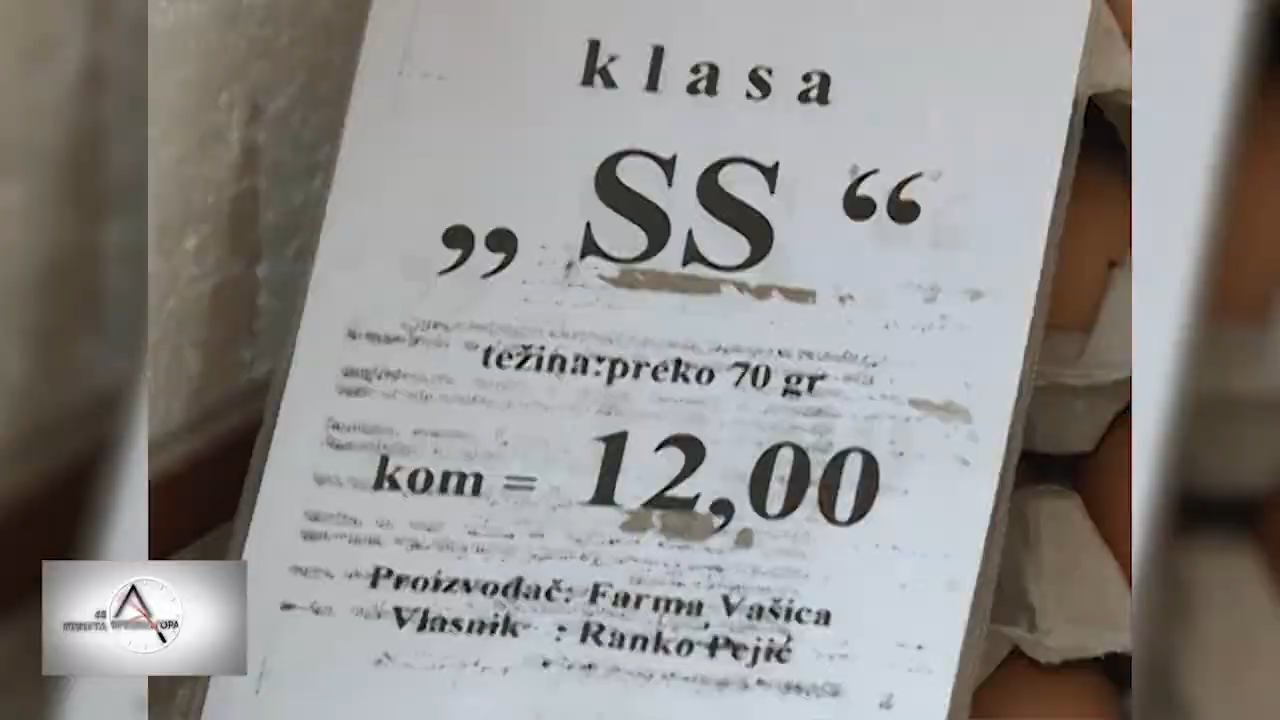 klasa
„SS“
težina:preko 70 gr
kom = 12,00
Proizvođač: Farma Vašica
Vlasnik : Ranko Pejić